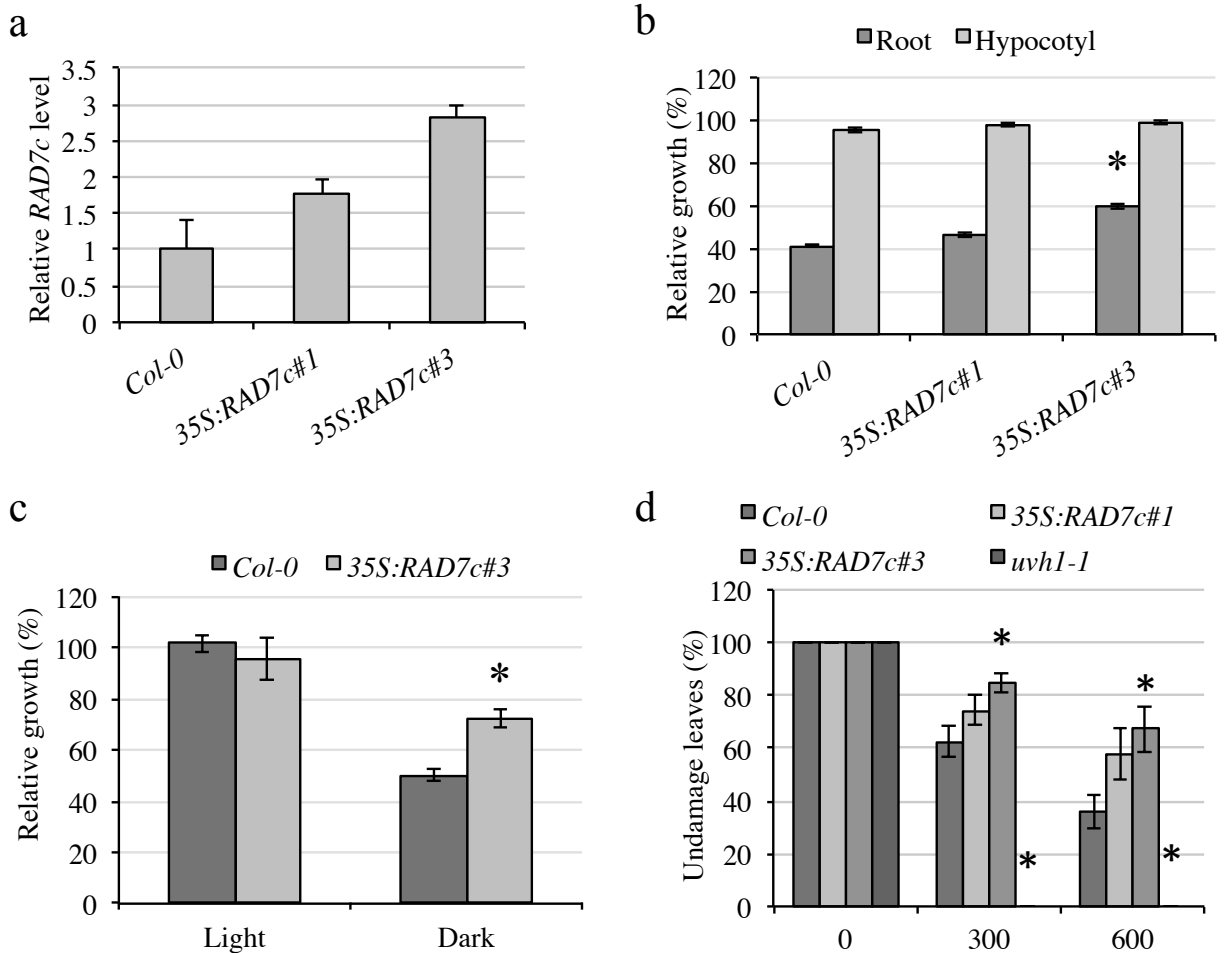 a
Relative RAD7c level
3.5
3
2.5
2
1.5
1
0.5
0
Col-0
35S:RAD7c#1
35S:RAD7c#3
b
Root Hypocotyl
Relative growth (%)
120
100
80
60
40
20
0
*
Col-0
35S:RAD7c#1
35S:RAD7c#3
c
Col-0 35S:RAD7c#3
Relative growth (%)
120
100
80
60
40
20
0
*
Light Dark
d
Col-0 35S:RAD7c#1
35S:RAD7c#3 uvh1-1
Undamage leaves (%)
120
100
80
60
40
20
0
* *
* *
0 300 600